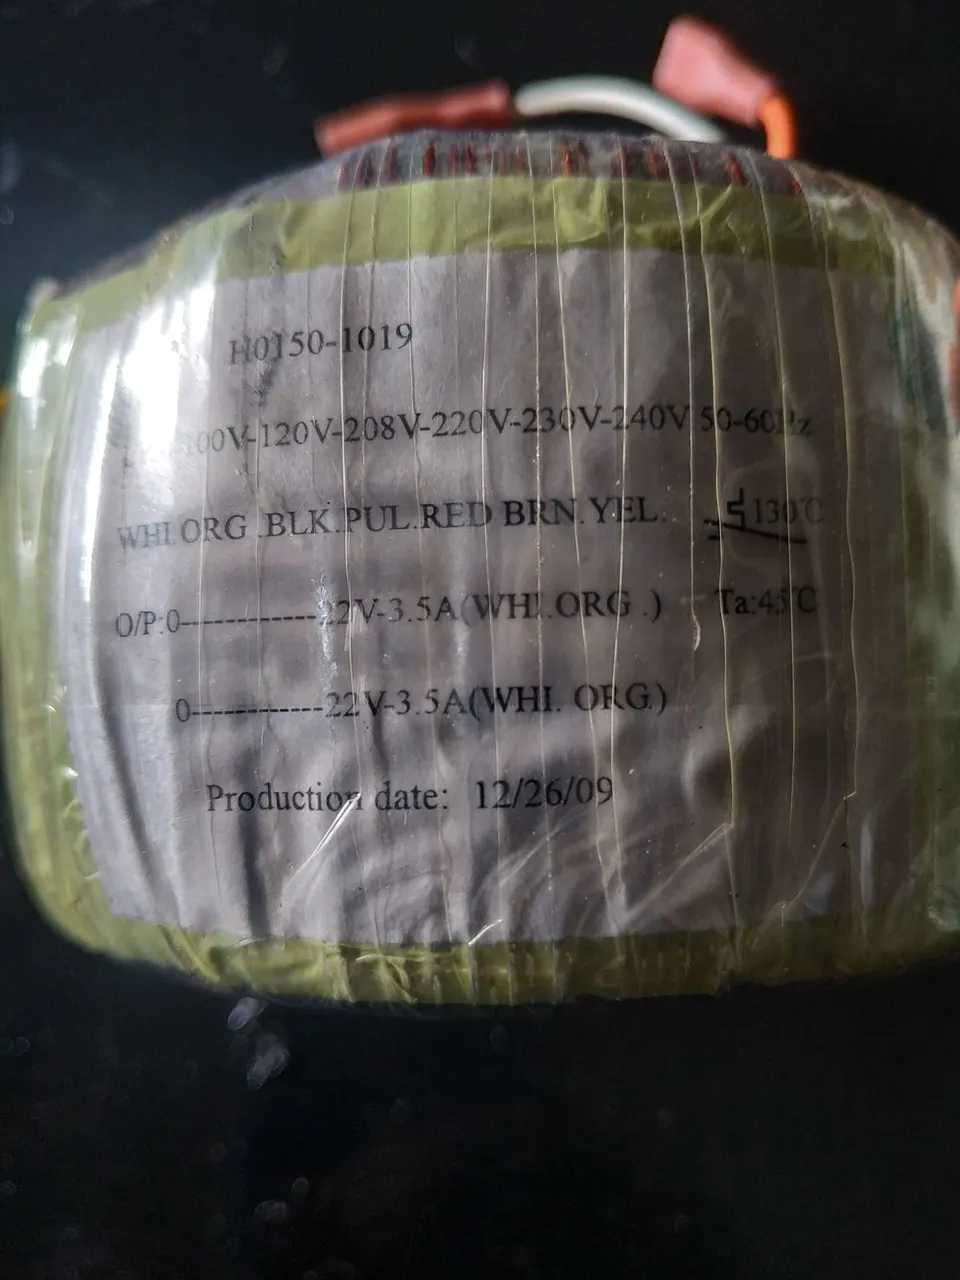 H0150-1019
100V-120V-208V-220V-230V-240V 50-60Hz
WHI.ORG .BLK.PUL.RED BRN.YEL. 130℃
O/P:0------------22V-3.5A(WHI.ORG .) Ta:45℃
0------------22V-3.5A(WHI. ORG.)
Production date: 12/26/09